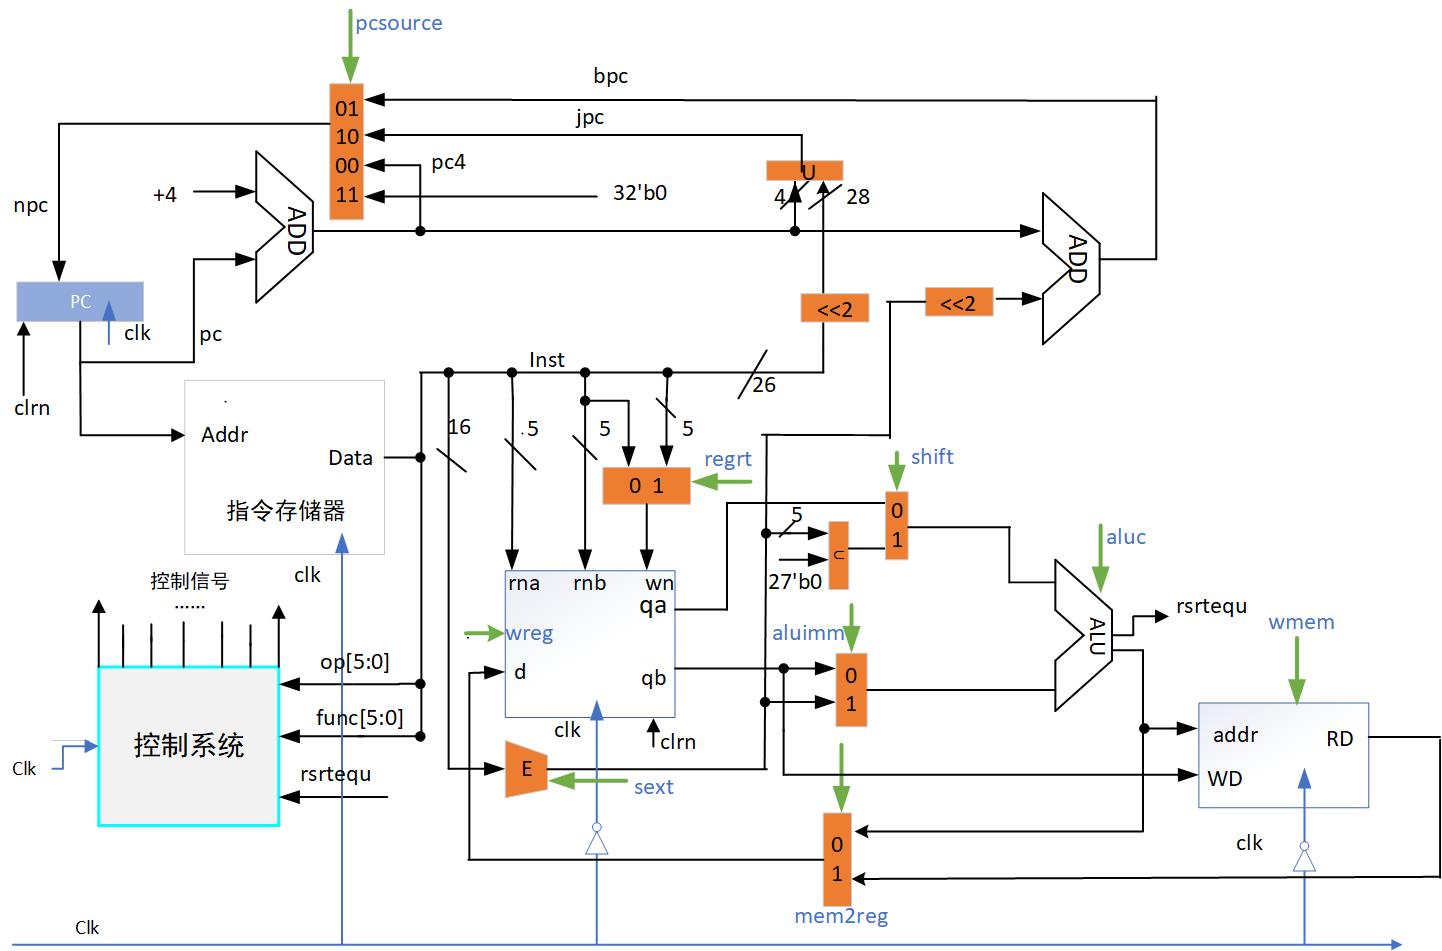 pcsource
bpc
01
jpc
10
pc4
00
U
+4
11
32'b0
4
28
npc
ADD
ADD
PC
<<2
<<2
clk
pc
Inst
26
clrn
16
5
5
5
Addr
Data
regrt
shift
0 1
指令存储器
5
0
1
U
aluc
控制信号
......
clk
27'b0
rna
rnb
wn
qa
rsrtequ
wreg
aluimm
ALU
wmem
op[5:0]
d
qb
0
1
func[5:0]
控制系统
clk
clrn
addr
RD
Clk
rsrtequ
E
sext
WD
0
1
clk
mem2reg
Clk